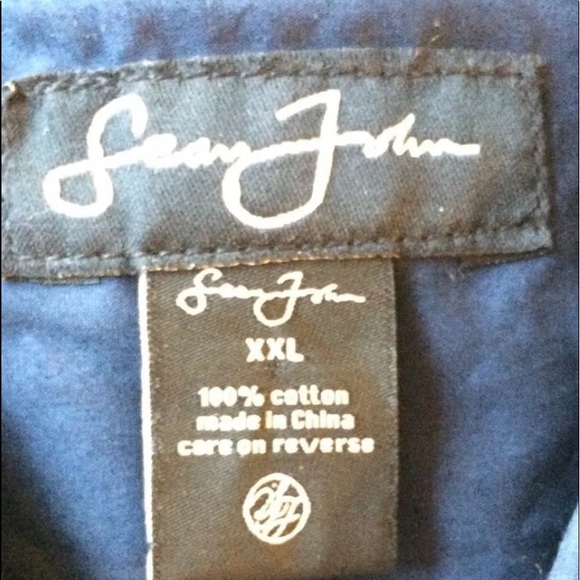 Sean John
Sean John
XXL
100% cotton
made in China
care on reverse